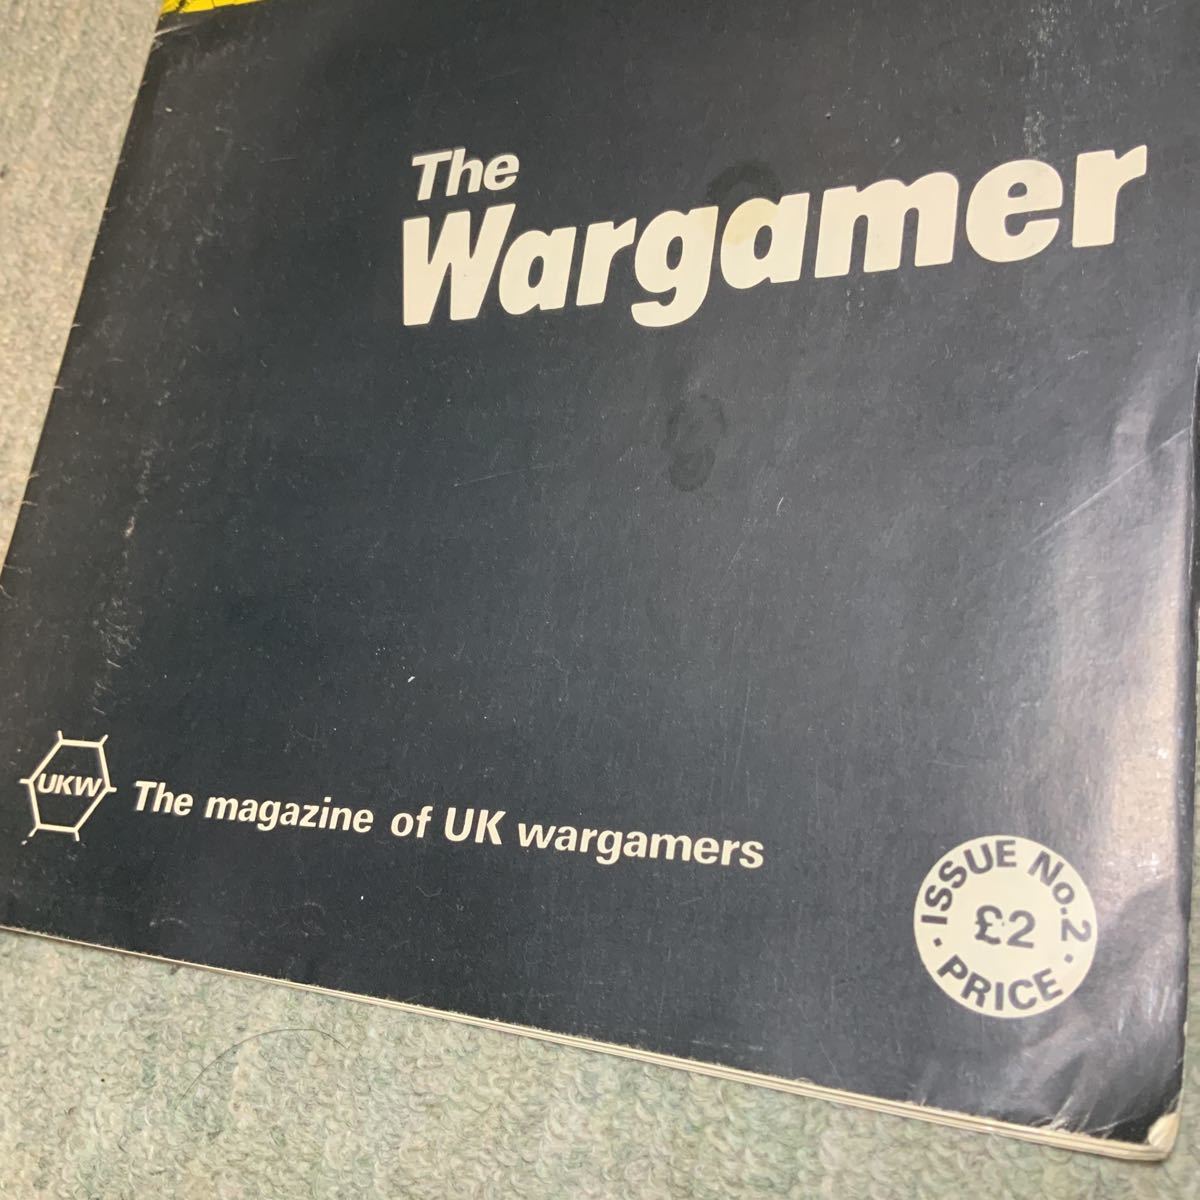 The
Wargamer
UKW
The magazine of UK wargamers
ISSUE No.2
£2
PRICE